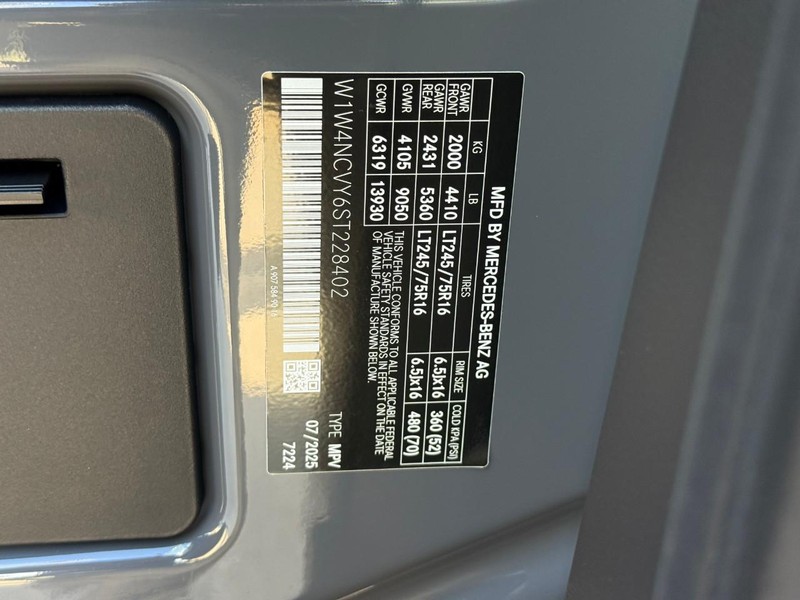 MFD BY MERCEDES-BENZ AG
KG LB TIRES RIM SIZE COLD KPA (PSI)
GAWR FRONT 2000 4410 LT245/75R16 6.5Jx16 360 (52)
GAWR REAR 2431 5360 LT245/75R16 6.5Jx16 480 (70)
GVWR 4105 9050
GCWR 6319 13930
THIS VEHICLE CONFORMS TO ALL APPLICABLE FEDERAL
VEHICLE SAFETY STANDARDS IN EFFECT ON THE DATE
OF MANUFACTURE SHOWN BELOW.
W1W4NCVY6ST228402
TYPE MPV
07/2025
7224
A 907 584